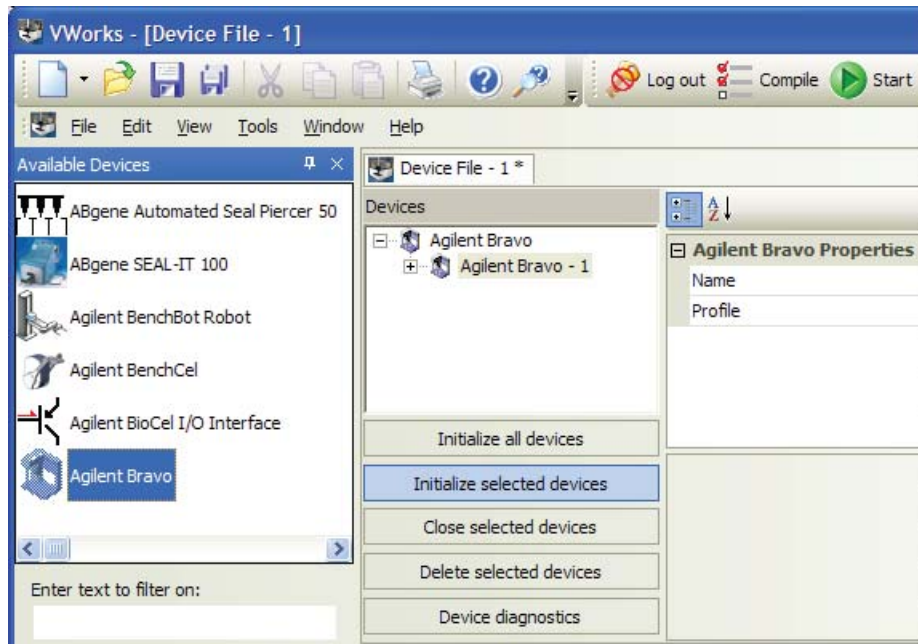 VWorks - [Device File - 1]
Log out
Compile
Start
File Edit View Tools Window Help
Available Devices
ABgene Automated Seal Piercer 50
ABgene SEAL-IT 100
Agilent BenchBot Robot
Agilent BenchCel
Agilent BioCel I/O Interface
Agilent Bravo
Enter text to filter on:
Device File - 1 *
Devices
Agilent Bravo
Agilent Bravo - 1
Initialize all devices
Initialize selected devices
Close selected devices
Delete selected devices
Device diagnostics
A
Z
Agilent Bravo Properties
Name
Profile